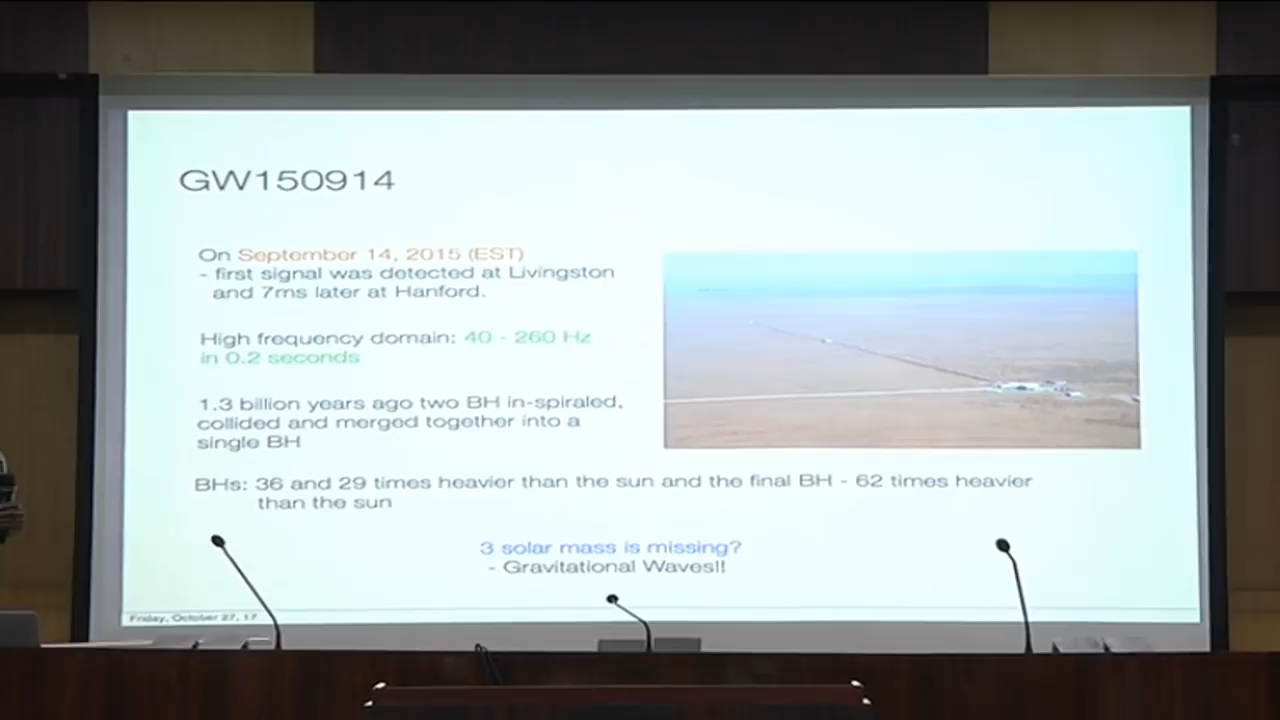 GW150914
On September 14, 2015 (EST)
- first signal was detected at Livingston
and 7ms later at Hanford.
High frequency domain: 40 - 260 Hz
in 0.2 seconds
1.3 billion years ago two BH in-spiraled,
collided and merged together into a
single BH
BHs: 36 and 29 times heavier than the sun and the final BH - 62 times heavier
than the sun
3 solar mass is missing?
- Gravitational Waves!!
Friday, October 27, 17